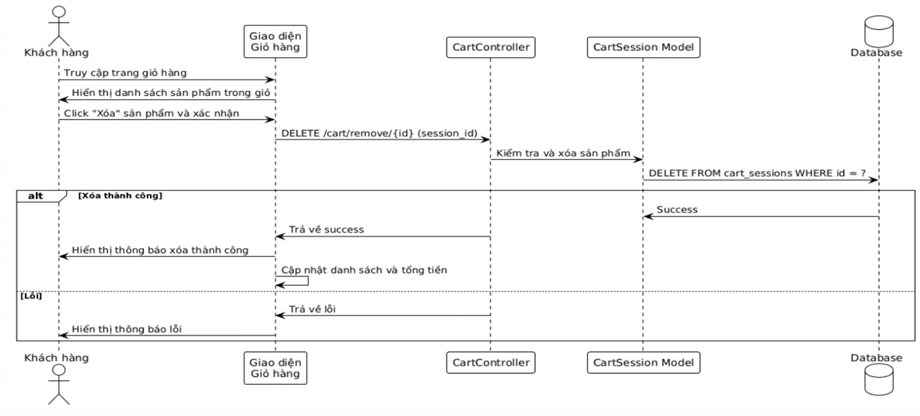 Khách hàng
Giao diện
Giỏ hàng
CartController
CartSession Model
Database
Truy cập trang giỏ hàng
Hiển thị danh sách sản phẩm trong giỏ
Click "Xóa" sản phẩm và xác nhận
DELETE /cart/remove/{id} (session_id)
Kiểm tra và xóa sản phẩm
DELETE FROM cart_sessions WHERE id = ?
alt [Xóa thành công]
Success
Trả về success
Hiển thị thông báo xóa thành công
Cập nhật danh sách và tổng tiền
[Lỗi]
Trả về lỗi
Hiển thị thông báo lỗi
Khách hàng
Giao diện
Giỏ hàng
CartController
CartSession Model
Database